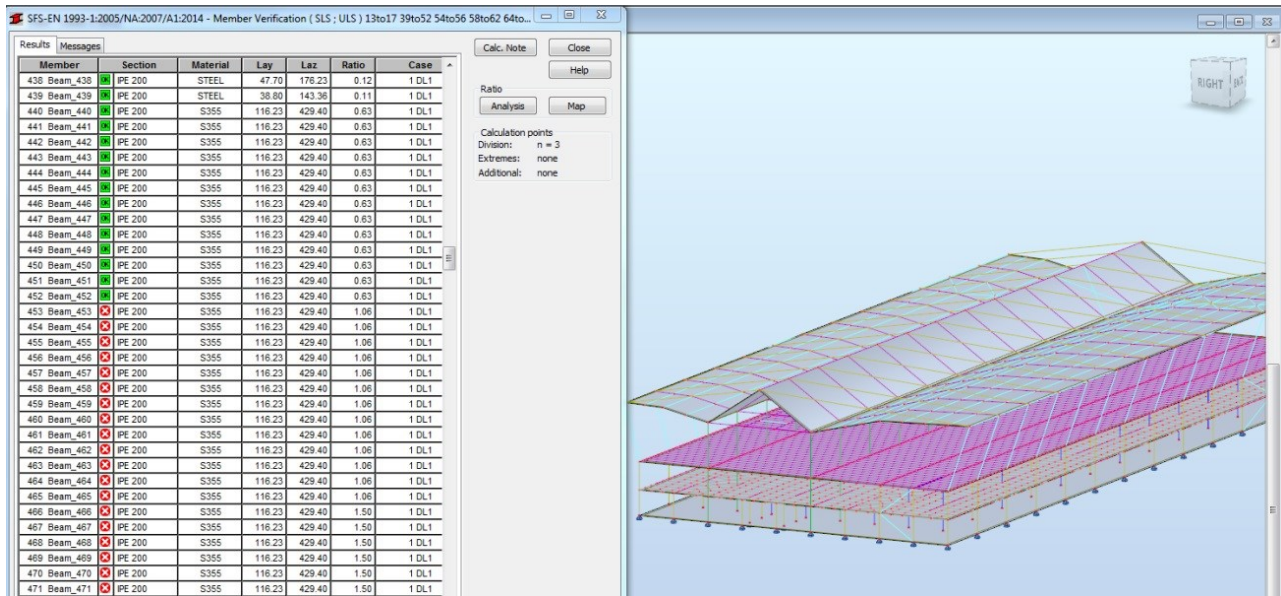 SFS-EN 1993-1:2005/NA:2007/A1:2014 - Member Verification ( SLS ; ULS ) 13to17 39to52 54to56 58to62 64to...
Results Messages
Member Section Material Lay Laz Ratio Case
438 Beam_438 OK IPE 200 STEEL 47.70 176.23 0.12 1 DL1
439 Beam_439 OK IPE 200 STEEL 38.80 143.36 0.11 1 DL1
440 Beam_440 OK IPE 200 S355 116.23 429.40 0.63 1 DL1
441 Beam_441 OK IPE 200 S355 116.23 429.40 0.63 1 DL1
442 Beam_442 OK IPE 200 S355 116.23 429.40 0.63 1 DL1
443 Beam_443 OK IPE 200 S355 116.23 429.40 0.63 1 DL1
444 Beam_444 OK IPE 200 S355 116.23 429.40 0.63 1 DL1
445 Beam_445 OK IPE 200 S355 116.23 429.40 0.63 1 DL1
446 Beam_446 OK IPE 200 S355 116.23 429.40 0.63 1 DL1
447 Beam_447 OK IPE 200 S355 116.23 429.40 0.63 1 DL1
448 Beam_448 OK IPE 200 S355 116.23 429.40 0.63 1 DL1
449 Beam_449 OK IPE 200 S355 116.23 429.40 0.63 1 DL1
450 Beam_450 OK IPE 200 S355 116.23 429.40 0.63 1 DL1
451 Beam_451 OK IPE 200 S355 116.23 429.40 0.63 1 DL1
452 Beam_452 OK IPE 200 S355 116.23 429.40 0.63 1 DL1
453 Beam_453 IPE 200 S355 116.23 429.40 1.06 1 DL1
454 Beam_454 IPE 200 S355 116.23 429.40 1.06 1 DL1
455 Beam_455 IPE 200 S355 116.23 429.40 1.06 1 DL1
456 Beam_456 IPE 200 S355 116.23 429.40 1.06 1 DL1
457 Beam_457 IPE 200 S355 116.23 429.40 1.06 1 DL1
458 Beam_458 IPE 200 S355 116.23 429.40 1.06 1 DL1
459 Beam_459 IPE 200 S355 116.23 429.40 1.06 1 DL1
460 Beam_460 IPE 200 S355 116.23 429.40 1.06 1 DL1
461 Beam_461 IPE 200 S355 116.23 429.40 1.06 1 DL1
462 Beam_462 IPE 200 S355 116.23 429.40 1.06 1 DL1
463 Beam_463 IPE 200 S355 116.23 429.40 1.06 1 DL1
464 Beam_464 IPE 200 S355 116.23 429.40 1.06 1 DL1
465 Beam_465 IPE 200 S355 116.23 429.40 1.06 1 DL1
466 Beam_466 IPE 200 S355 116.23 429.40 1.50 1 DL1
467 Beam_467 IPE 200 S355 116.23 429.40 1.50 1 DL1
468 Beam_468 IPE 200 S355 116.23 429.40 1.50 1 DL1
469 Beam_469 IPE 200 S355 116.23 429.40 1.50 1 DL1
470 Beam_470 IPE 200 S355 116.23 429.40 1.50 1 DL1
471 Beam_471 IPE 200 S355 116.23 429.40 1.50 1 DL1
Calc. Note Close
Help
Ratio
Analysis Map
Calculation points
Division: n = 3
Extremes: none
Additional: none
RIGHT